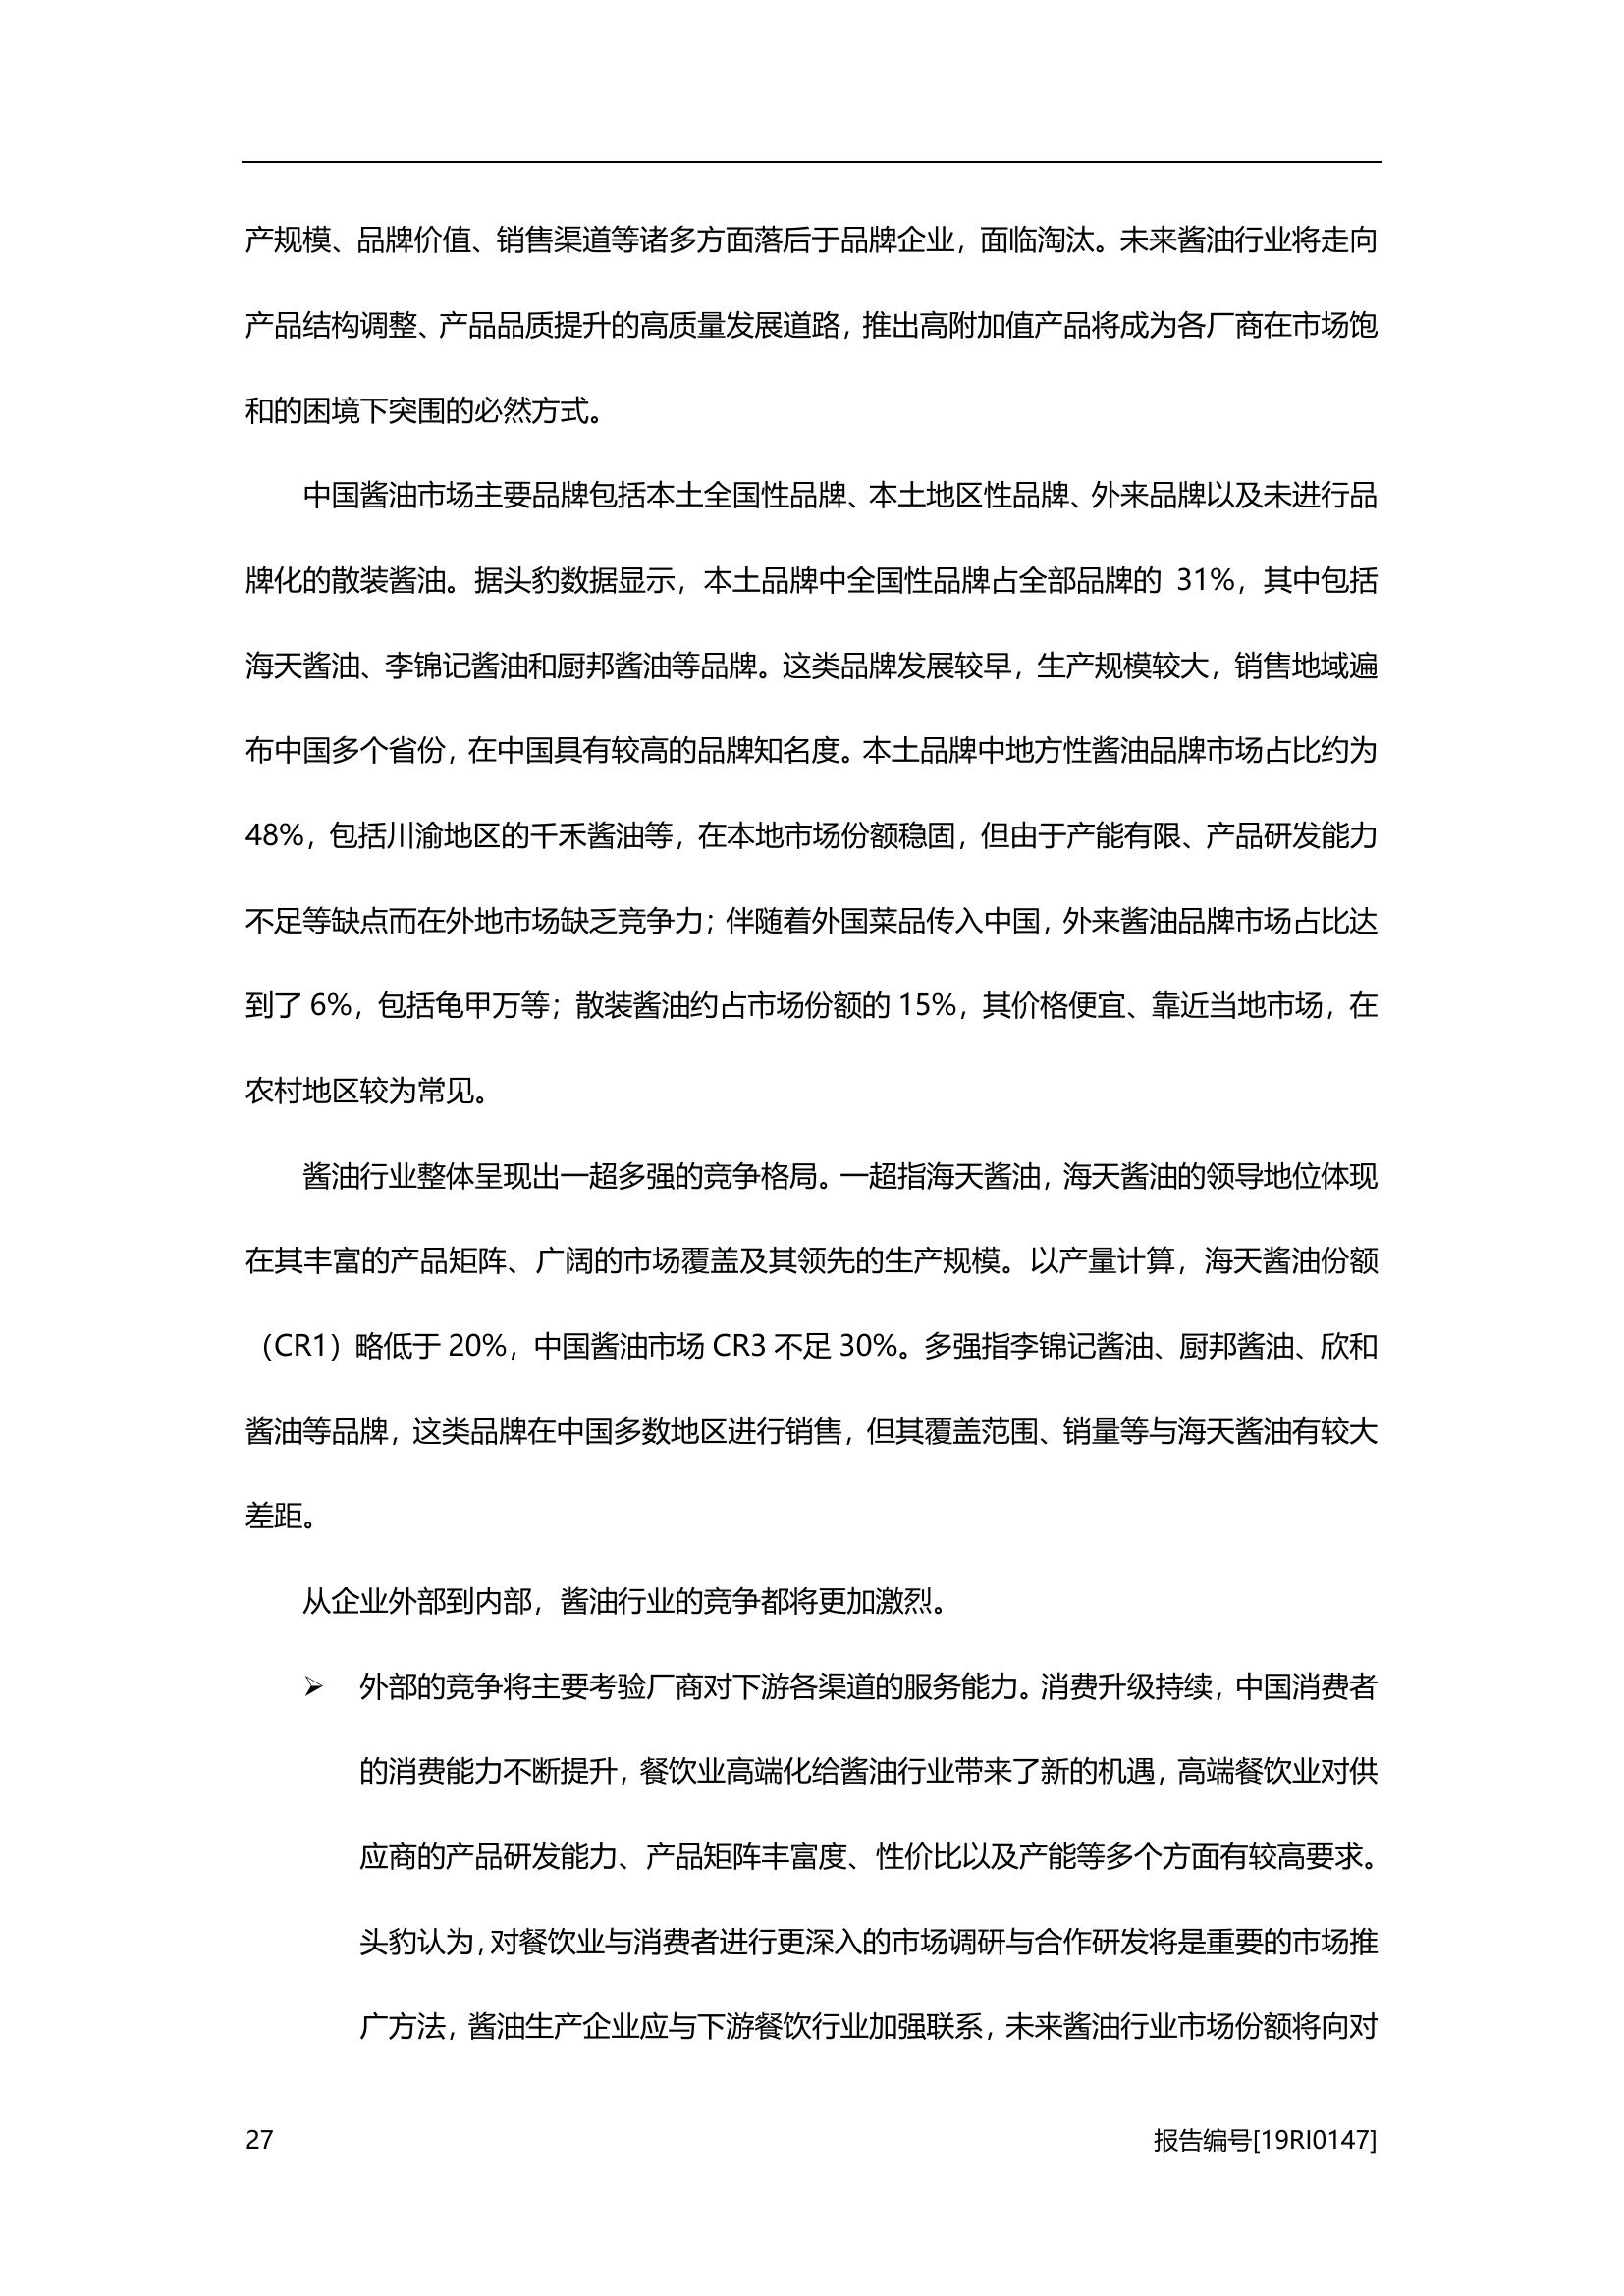 产规模、品牌价值、销售渠道等诸多方面落后于品牌企业，面临淘汰。未来酱油行业将走向
产品结构调整、产品品质提升的高质量发展道路，推出高附加值产品将成为各厂商在市场饱
和的困境下突围的必然方式。
中国酱油市场主要品牌包括本土全国性品牌、本土地区性品牌、外来品牌以及未进行品
牌化的散装酱油。据头豹数据显示，本土品牌中全国性品牌占全部品牌的 31%，其中包括
海天酱油、李锦记酱油和厨邦酱油等品牌。这类品牌发展较早，生产规模较大，销售地域遍
布中国多个省份，在中国具有较高的品牌知名度。本土品牌中地方性酱油品牌市场占比约为
48%，包括川渝地区的千禾酱油等，在本地市场份额稳固，但由于产能有限、产品研发能力
不足等缺点而在外地市场缺乏竞争力；伴随着外国菜品传入中国，外来酱油品牌市场占比达
到了 6%，包括龟甲万等；散装酱油约占市场份额的 15%，其价格便宜、靠近当地市场，在
农村地区较为常见。
酱油行业整体呈现出一超多强的竞争格局。一超指海天酱油，海天酱油的领导地位体现
在其丰富的产品矩阵、广阔的市场覆盖及其领先的生产规模。以产量计算，海天酱油份额
（CR1）略低于 20%，中国酱油市场 CR3 不足 30%。多强指李锦记酱油、厨邦酱油、欣和
酱油等品牌，这类品牌在中国多数地区进行销售，但其覆盖范围、销量等与海天酱油有较大
差距。
从企业外部到内部，酱油行业的竞争都将更加激烈。
➢ 外部的竞争将主要考验厂商对下游各渠道的服务能力。消费升级持续，中国消费者
的消费能力不断提升，餐饮业高端化给酱油行业带来了新的机遇，高端餐饮业对供
应商的产品研发能力、产品矩阵丰富度、性价比以及产能等多个方面有较高要求。
头豹认为，对餐饮业与消费者进行更深入的市场调研与合作研发将是重要的市场推
广方法，酱油生产企业应与下游餐饮行业加强联系，未来酱油行业市场份额将向对
27 报告编号[19RI0147]